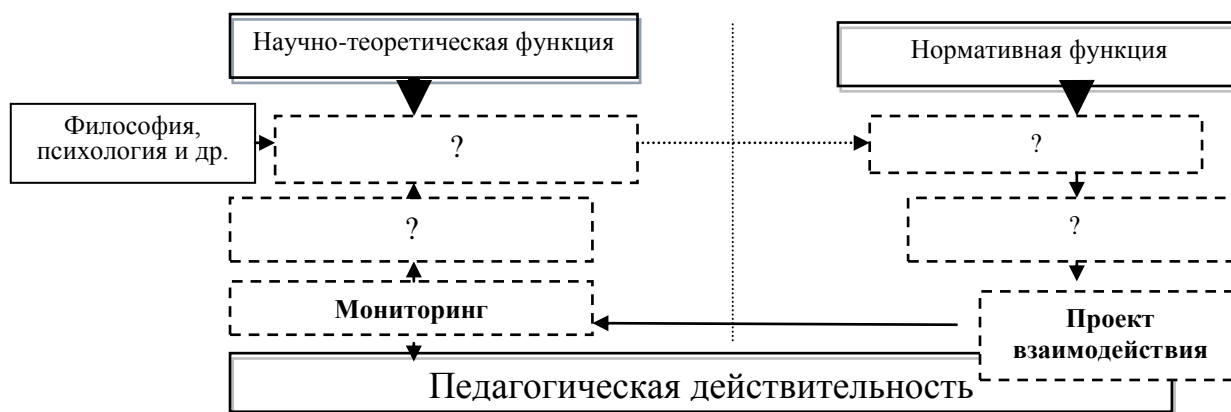 Научно-теоретическая функция
Нормативная функция
Философия,
психология и др.
?
?
?
?
Мониторинг
Проект
взаимодействия
Педагогическая действительность